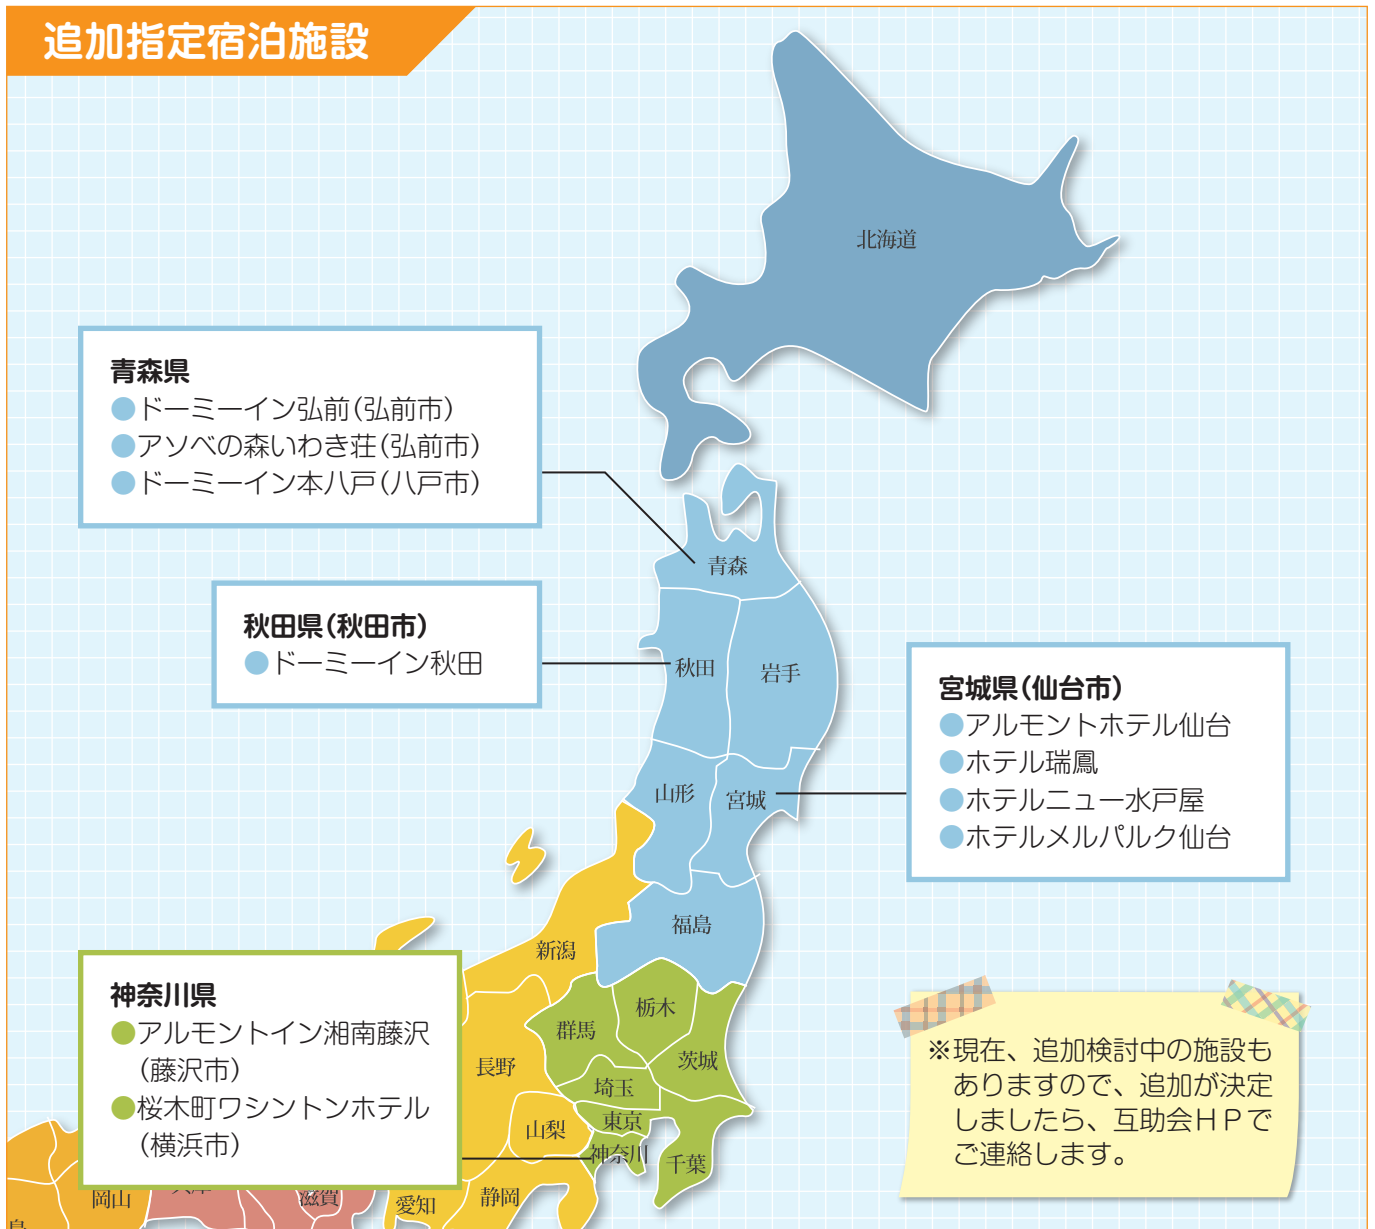 追加指定宿泊施設
北海道
青森県
●ドーミーイン弘前(弘前市)
●アソベの森いわき荘(弘前市)
●ドーミーイン本八戸(八戸市)
青森
秋田県(秋田市)
●ドーミーイン秋田
秋田
岩手
宮城県(仙台市)
●アルモントホテル仙台
●ホテル瑞鳳
●ホテルニュー水戸屋
●ホテルメルパルク仙台
山形
宮城
福島
新潟
神奈川県
●アルモントイン湘南藤沢
(藤沢市)
●桜木町ワシントンホテル
(横浜市)
栃木
群馬
茨城
長野
埼玉
東京
山梨
神奈川
千葉
岡山
滋賀
愛知
静岡
※現在、追加検討中の施設も
ありますので、追加が決定
しましたら、互助会ＨＰで
ご連絡します。